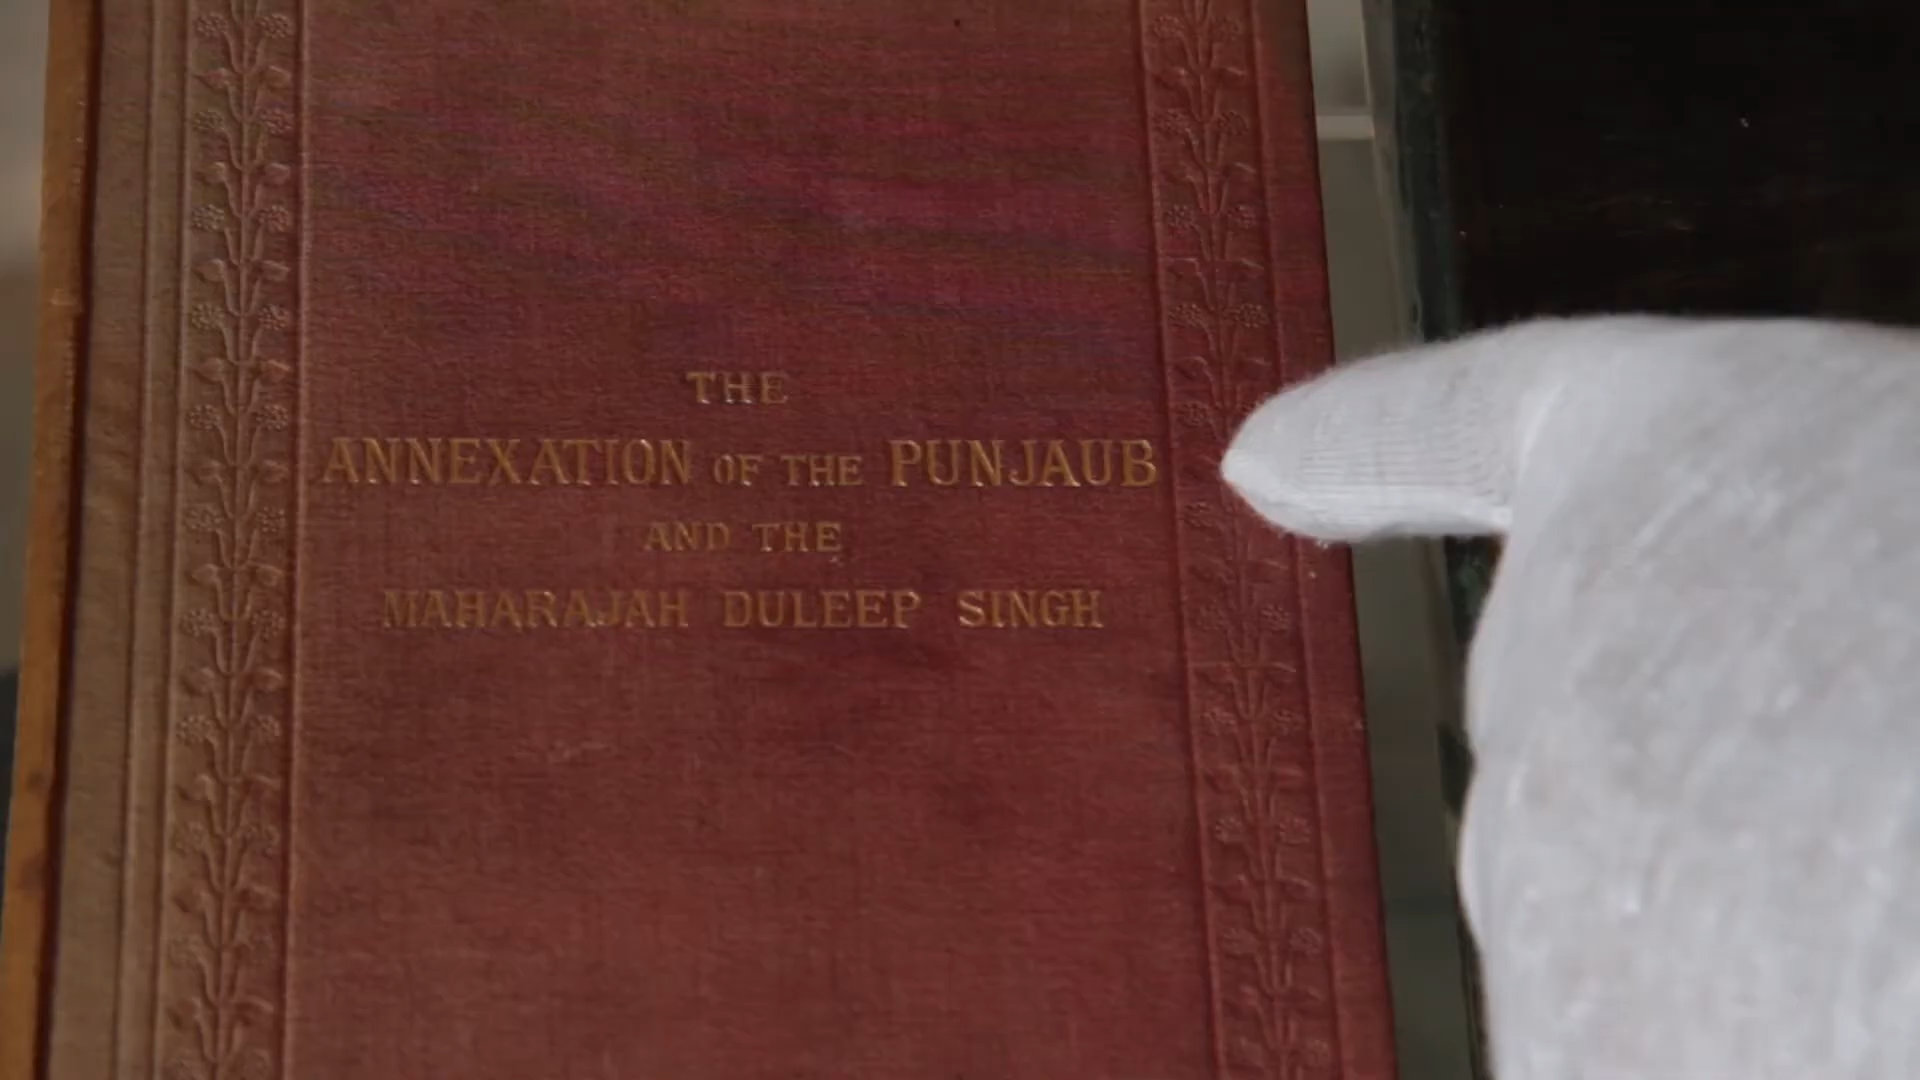 THE
ANNEXATION OF THE PUNJAUB
AND THE
MAHARAJAH DULEEP SINGH